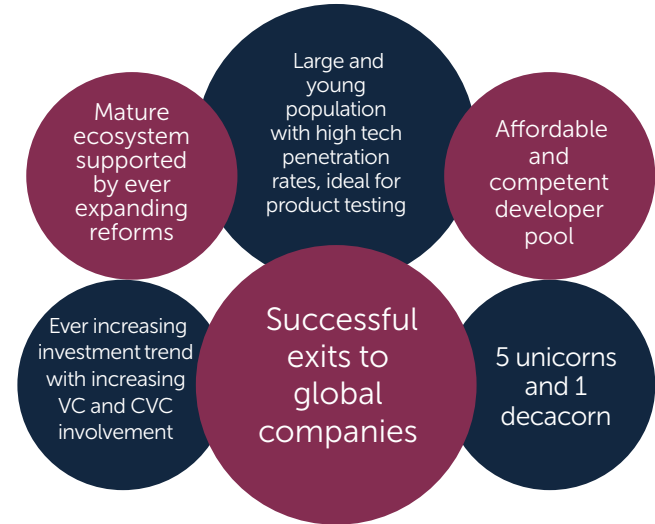 Large and
young
population
with high tech
penetration
rates, ideal for
product testing
Mature
ecosystem
supported
by ever
expanding
reforms
Affordable
and
competent
developer
pool
Ever increasing
investment trend
with increasing
VC and CVC
involvement
Successful
exits to
global
companies
5 unicorns
and 1
decacorn